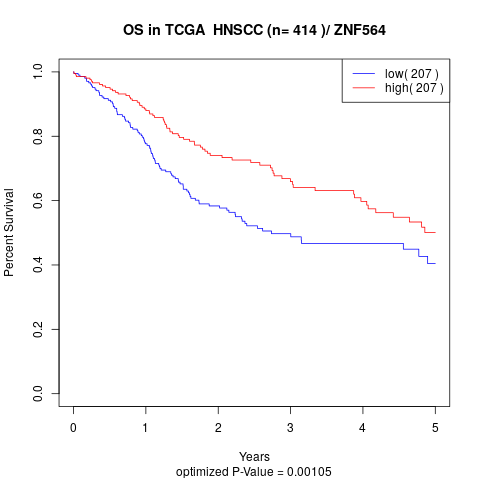 OS in TCGA  HNSCC (n= 414 )/ ZNF564
low( 207 )
high( 207 )
Percent Survival
1.0
0.8
0.6
0.4
0.2
0.0
0 1 2 3 4 5
Years
optimized P-Value = 0.00105